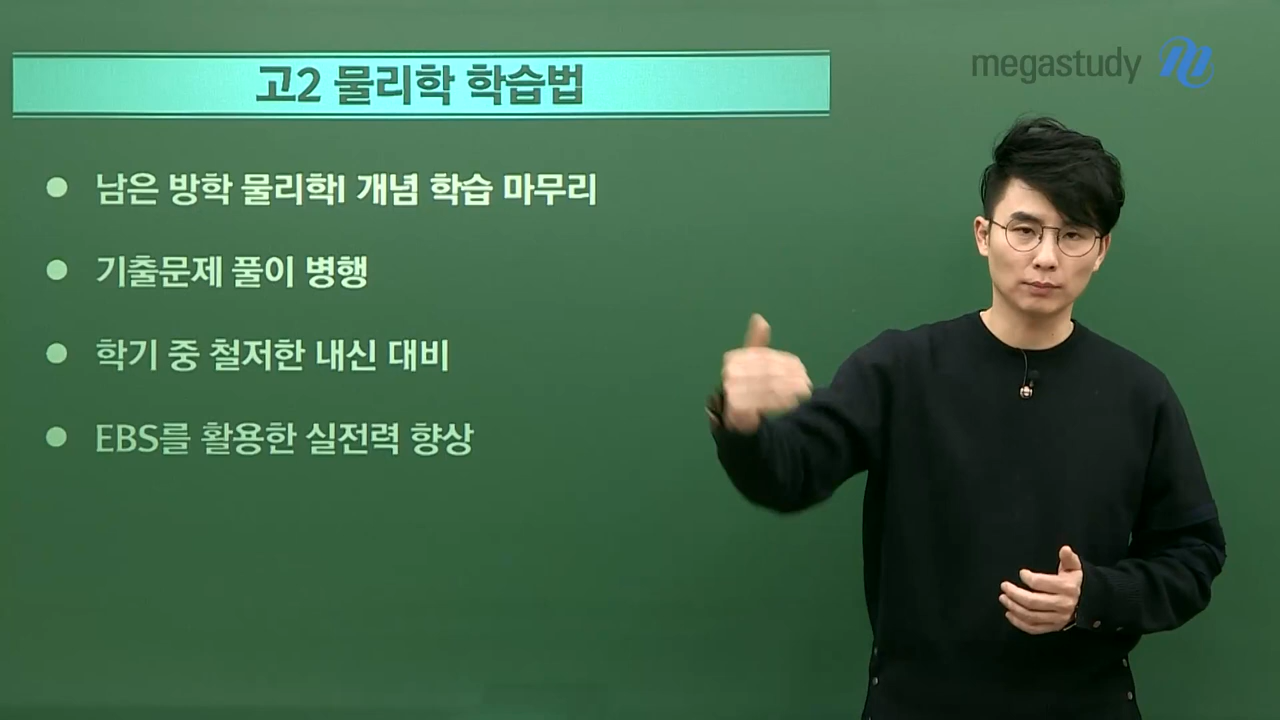 megastudy
고2 물리학 학습법
남은 방학 물리학I 개념 학습 마무리
기출문제 풀이 병행
학기 중 철저한 내신 대비
EBS를 활용한 실전력 향상